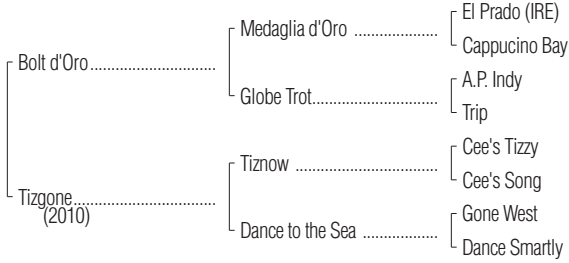 El Prado (IRE)
Medaglia d'Oro ..................
Cappucino Bay
Bolt d'Oro...........................
A.P. Indy
Globe Trot...........................
Trip
Cee's Tizzy
Tiznow ...............................
Cee's Song
Tizgone...............................
(2010)
Gone West
Dance to the Sea ................
Dance Smartly